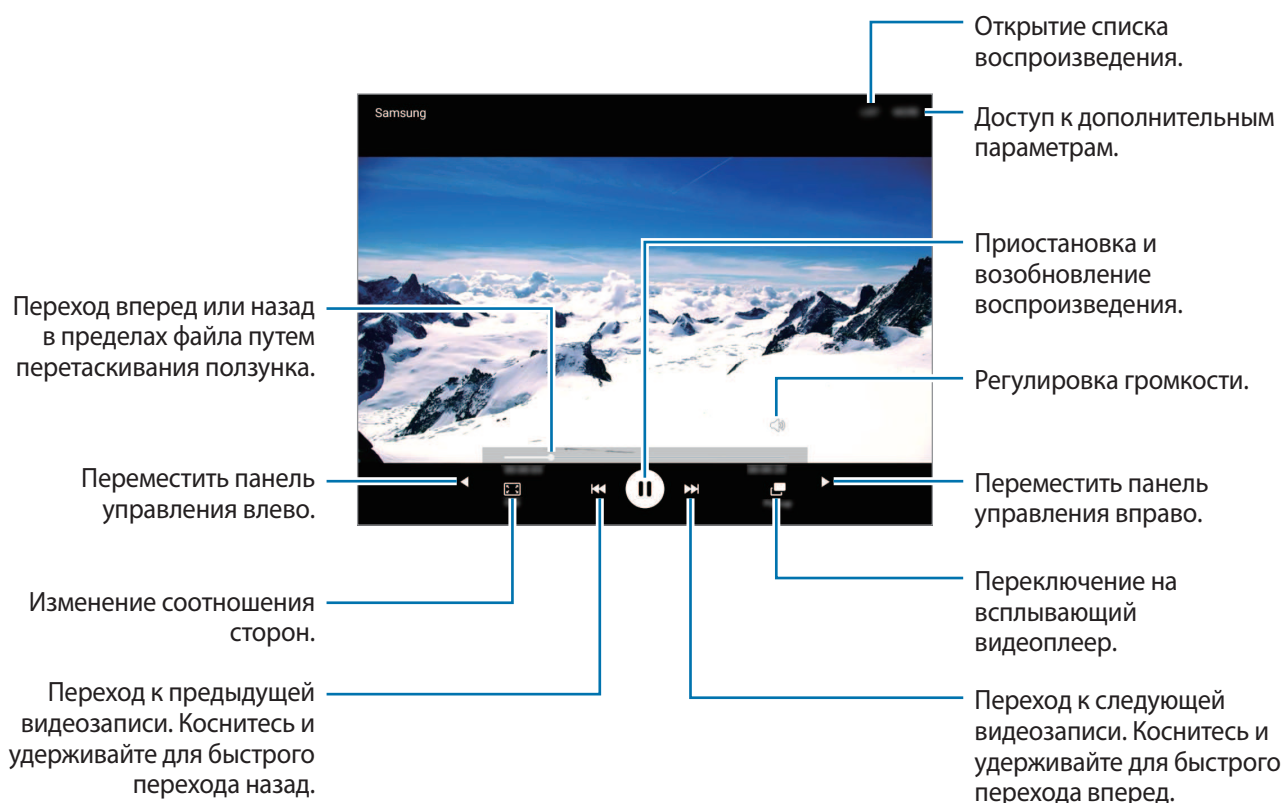 Открытие списка
воспроизведения.
Samsung
Доступ к дополнительным
параметрам.
Приостановка и
возобновление
воспроизведения.
Переход вперед или назад
в пределах файла путем
перетаскивания ползунка.
Регулировка громкости.
Переместить панель
управления влево.
Переместить панель
управления вправо.
Изменение соотношения
сторон.
Переключение на
всплывающий
видеоплеер.
Переход к предыдущей
видеозаписи. Коснитесь и
удерживайте для быстрого
перехода назад.
Переход к следующей
видеозаписи. Коснитесь и
удерживайте для быстрого
перехода вперед.